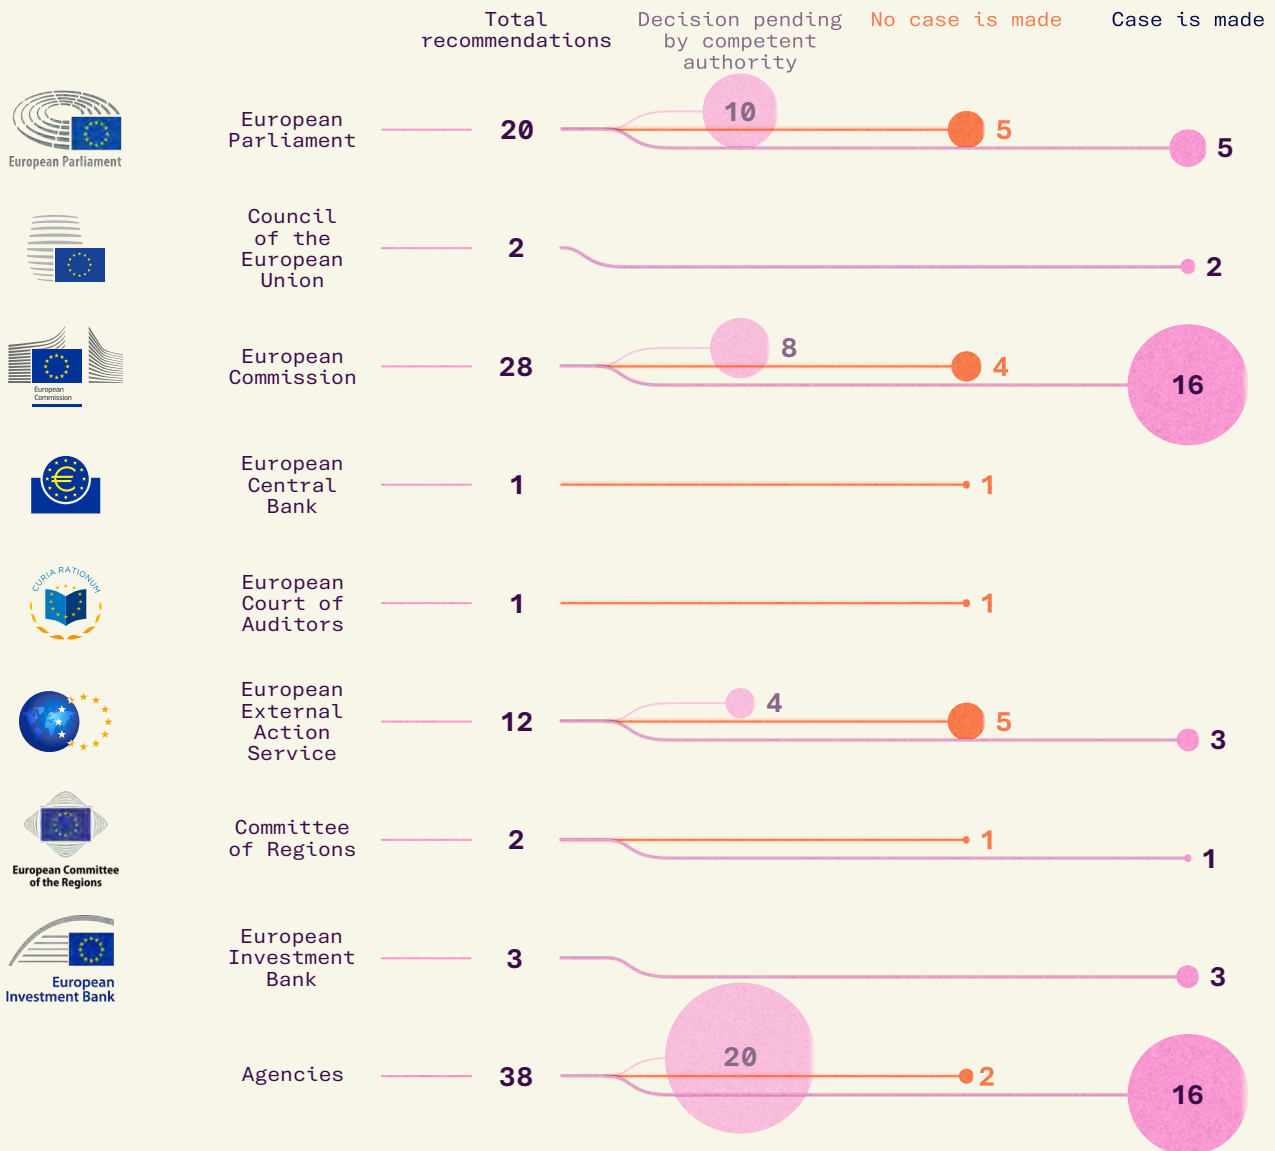 Total
recommendations
Decision pending
by competent
authority
No case is made
Case is made
European Parliament
European
Parliament
20
10
5
5
Council
of the
European
Union
2
2
European
Commission
European
Commission
28
8
4
16
European
Central
Bank
1
1
CURIA RATIONUM
European
Court of
Auditors
1
1
European
External
Action
Service
12
4
5
3
European Committee
of the Regions
Committee
of Regions
2
1
1
European
Investment Bank
European
Investment
Bank
3
3
Agencies
38
20
2
16